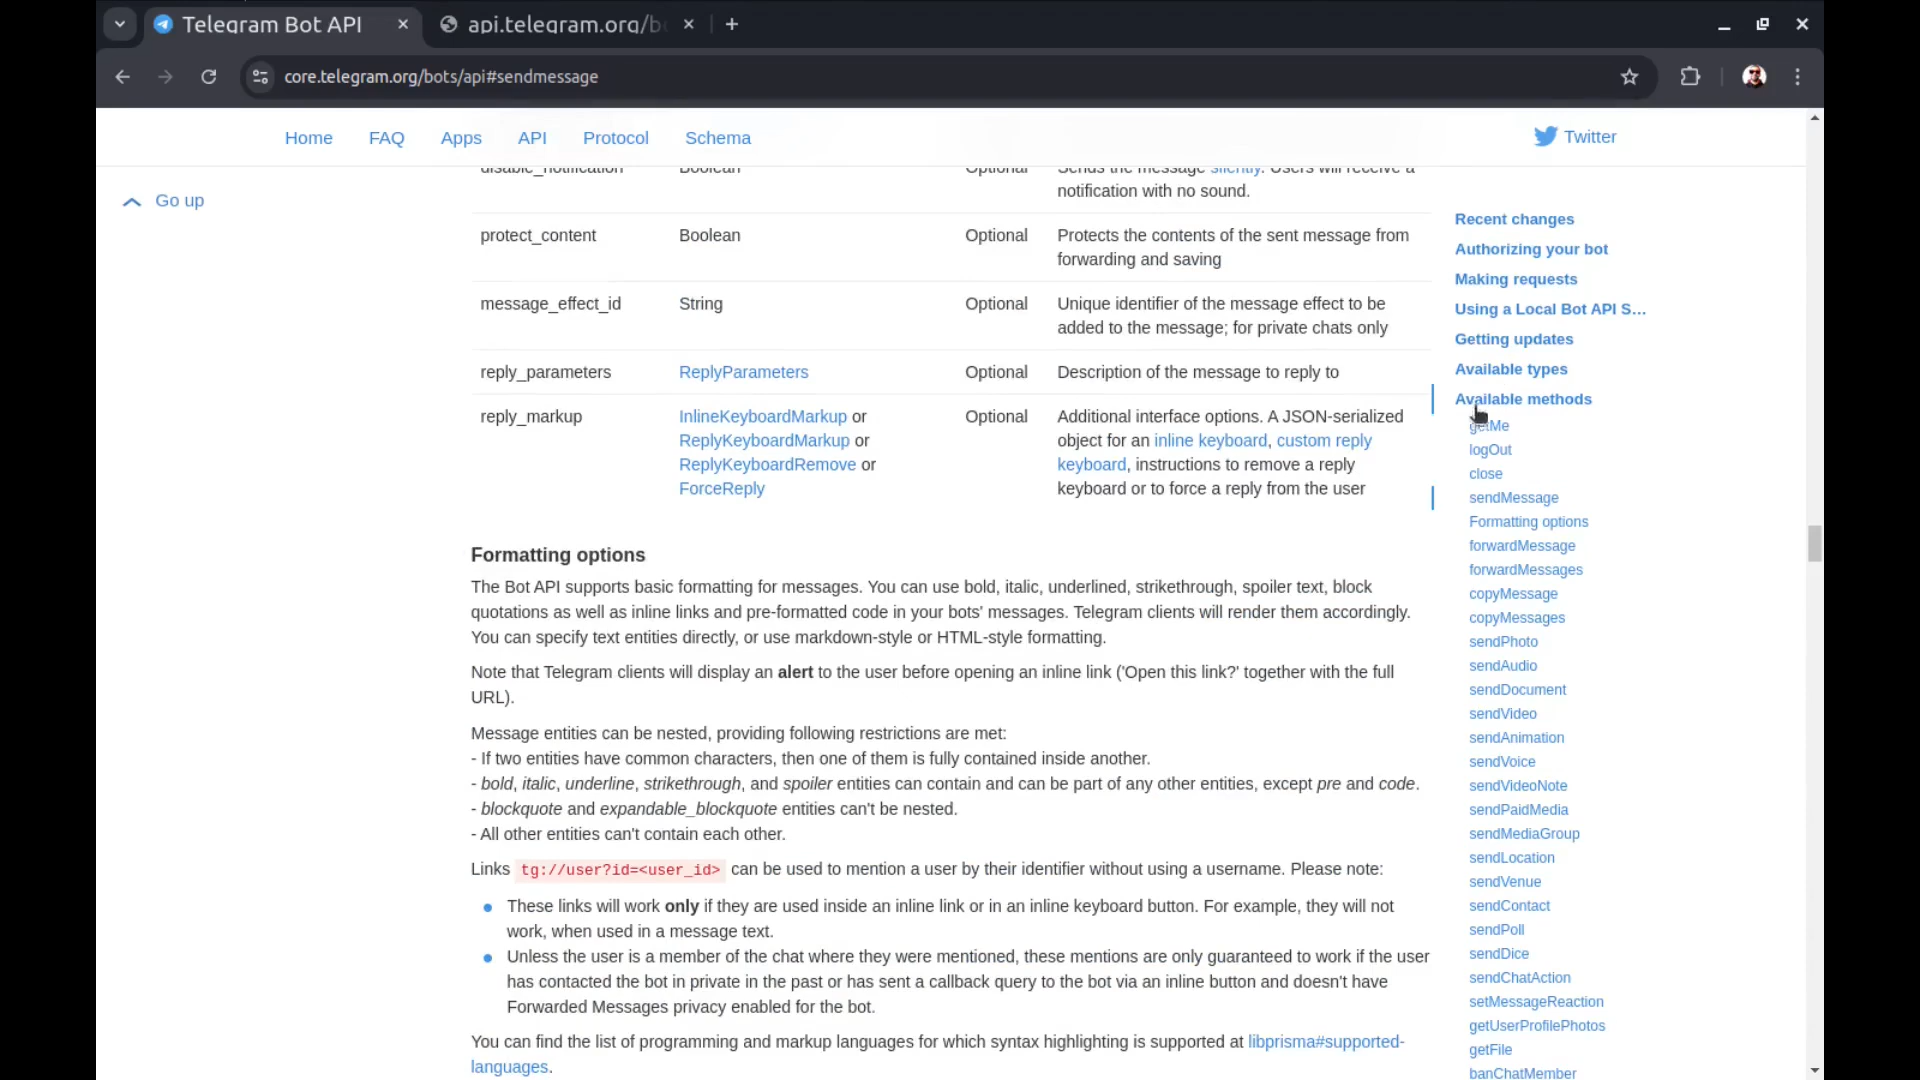 Telegram Bot API
api.telegram.org/b
core.telegram.org/bots/api#sendmessage
Home FAQ Apps API Protocol Schema
Twitter
Go up
disable_notification Boolean Optional Sends the message silently. Users will receive a
notification with no sound.
protect_content Boolean Optional Protects the contents of the sent message from
forwarding and saving
message_effect_id String Optional Unique identifier of the message effect to be
added to the message; for private chats only
reply_parameters ReplyParameters Optional Description of the message to reply to
reply_markup InlineKeyboardMarkup or Optional Additional interface options. A JSON-serialized
ReplyKeyboardMarkup or object for an inline keyboard, custom reply
ReplyKeyboardRemove or keyboard, instructions to remove a reply
ForceReply keyboard or to force a reply from the user
Formatting options
The Bot API supports basic formatting for messages. You can use bold, italic, underlined, strikethrough, spoiler text, block
quotations as well as inline links and pre-formatted code in your bots' messages. Telegram clients will render them accordingly.
You can specify text entities directly, or use markdown-style or HTML-style formatting.
Note that Telegram clients will display an alert to the user before opening an inline link ('Open this link?' together with the full
URL).
Message entities can be nested, providing following restrictions are met:
- If two entities have common characters, then one of them is fully contained inside another.
- bold, italic, underline, strikethrough, and spoiler entities can contain and can be part of any other entities, except pre and code.
- blockquote and expandable_blockquote entities can't be nested.
- All other entities can't contain each other.
Links tg://user?id=<user_id> can be used to mention a user by their identifier without using a username. Please note:
These links will work only if they are used inside an inline link or in an inline keyboard button. For example, they will not
work, when used in a message text.
Unless the user is a member of the chat where they were mentioned, these mentions are only guaranteed to work if the user
has contacted the bot in private in the past or has sent a callback query to the bot via an inline button and doesn't have
Forwarded Messages privacy enabled for the bot.
You can find the list of programming and markup languages for which syntax highlighting is supported at libprisma#supported-
languages.
Recent changes
Authorizing your bot
Making requests
Using a Local Bot API S…
Getting updates
Available types
Available methods
getMe
logOut
close
sendMessage
Formatting options
forwardMessage
forwardMessages
copyMessage
copyMessages
sendPhoto
sendAudio
sendDocument
sendVideo
sendAnimation
sendVoice
sendVideoNote
sendPaidMedia
sendMediaGroup
sendLocation
sendVenue
sendContact
sendPoll
sendDice
sendChatAction
setMessageReaction
getUserProfilePhotos
getFile
banChatMember